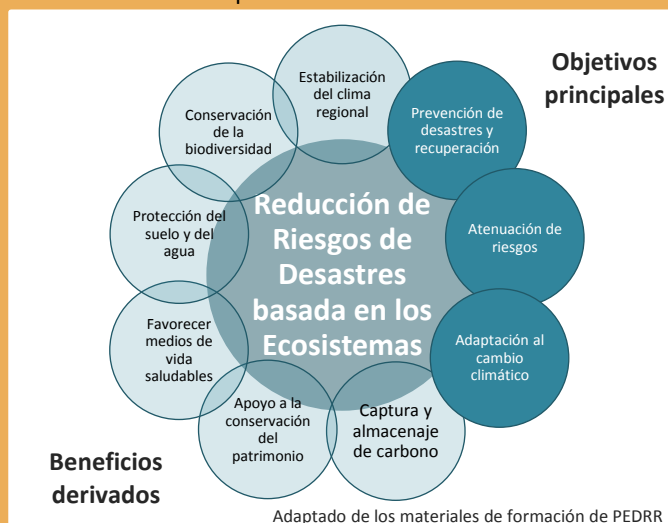 Objetivos
principales
Estabilización
del clima
regional
Prevención de
desastres y
recuperación
Atenuación de
riesgos
Adaptación al
cambio
climático
Captura y
almacenaje
de carbono
Apoyo a la
conservación
del
patrimonio
Favorecer
medios de
vida
saludables
Protección del
suelo y del
agua
Conservación
de la
biodiversidad
Reducción de
Riesgos de
Desastres
basada en los
Ecosistemas
Beneficios
derivados
Adaptado de los materiales de formación de PEDRR